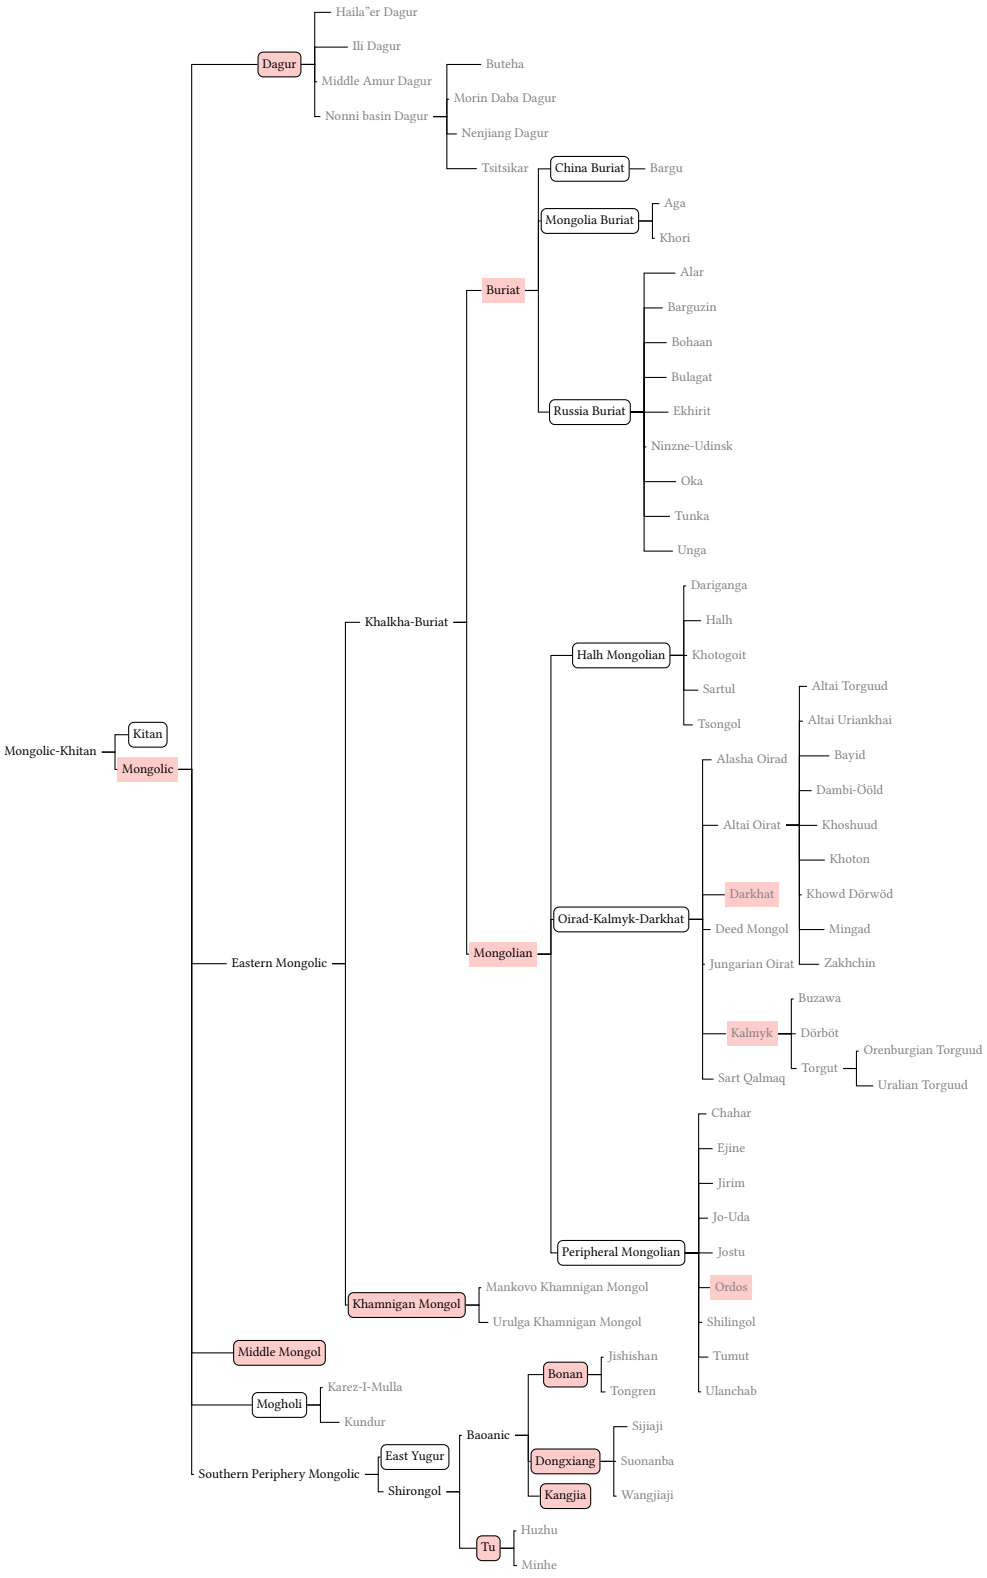 Haila”er Dagur
Ili Dagur
Dagur
Middle Amur Dagur
Nonni basin Dagur
Buteha
Morin Daba Dagur
Nenjiang Dagur
Tsitsikar
China Buriat
Bargu
Mongolia Buriat
Aga
Khori
Buriat
Alar
Barguzin
Bohaan
Bulagat
Russia Buriat
Ekhirit
Ninzne-Udinsk
Oka
Tunka
Unga
Khalkha-Buriat
Dariganga
Halh
Halh Mongolian
Khotogoit
Sartul
Tsongol
Mongolic-Khitan
Kitan
Mongolic
Eastern Mongolic
Mongolian
Alasha Oirad
Altai Oirat
Altai Torguud
Altai Uriankhai
Bayid
Dambi-Ööld
Khoshuud
Khoton
Khowd Dörwöd
Mingad
Zakhchin
Darkhat
Oirad-Kalmyk-Darkhat
Deed Mongol
Jungarian Oirat
Kalmyk
Buzawa
Dörböt
Torgut
Orenburgian Torguud
Uralian Torguud
Sart Qalmaq
Chahar
Ejine
Jirim
Jo-Uda
Peripheral Mongolian
Jostu
Ordos
Shilingol
Tumut
Ulanchab
Khamnigan Mongol
Mankovo Khamnigan Mongol
Urulga Khamnigan Mongol
Middle Mongol
Mogholi
Karez-I-Mulla
Kundur
Southern Periphery Mongolic
East Yugur
Shirongol
Baoanic
Bonan
Jishishan
Tongren
Dongxiang
Sijiaji
Suonanba
Wangjiaji
Kangjia
Tu
Huzhu
Minhe